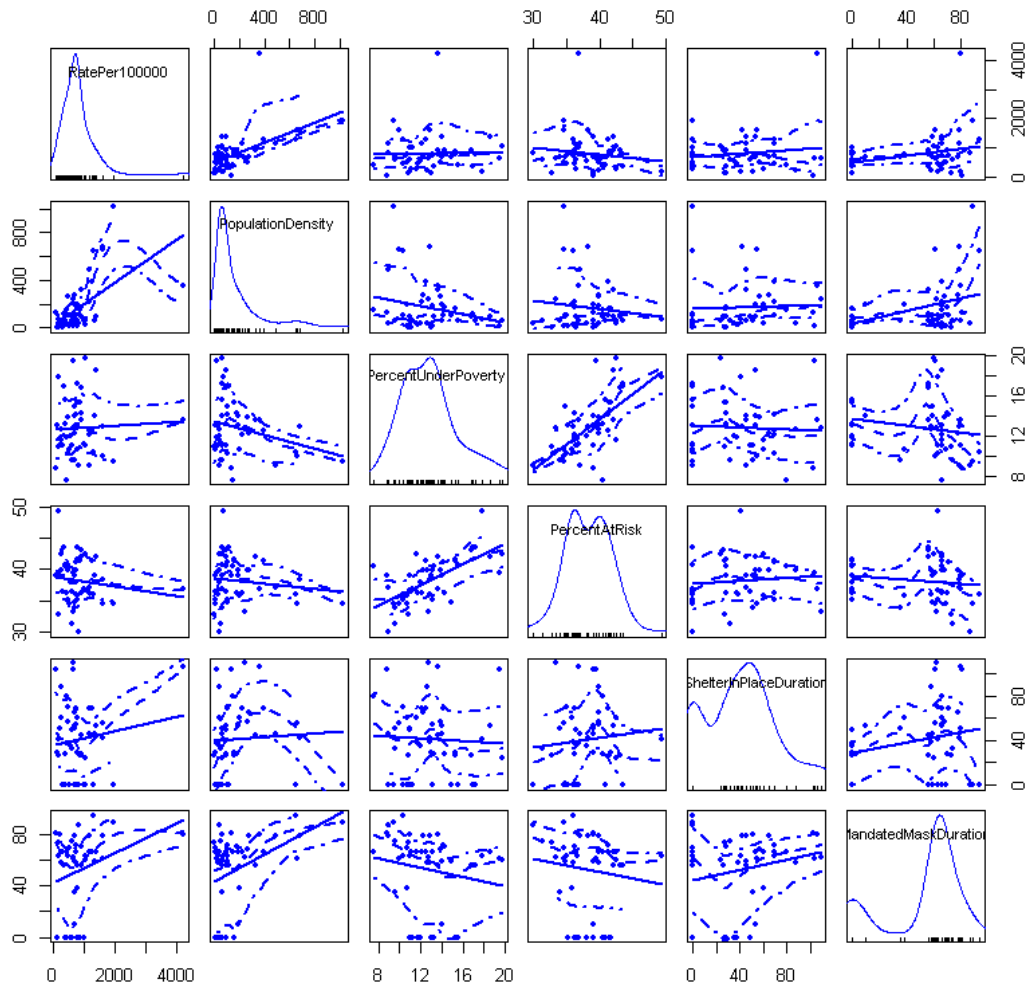 0 400 800 30 40 50 0 40 80
RatePer100000
0 2000 4000
PopulationDensity
0 400 800
PercentUnderPoverty
8 12 16 20
PercentAtRisk
30 40 50
ShelterInPlaceDuration
0 40 80
MandatedMaskDuration
0 40 80
0 2000 4000 8 12 16 20 0 40 80